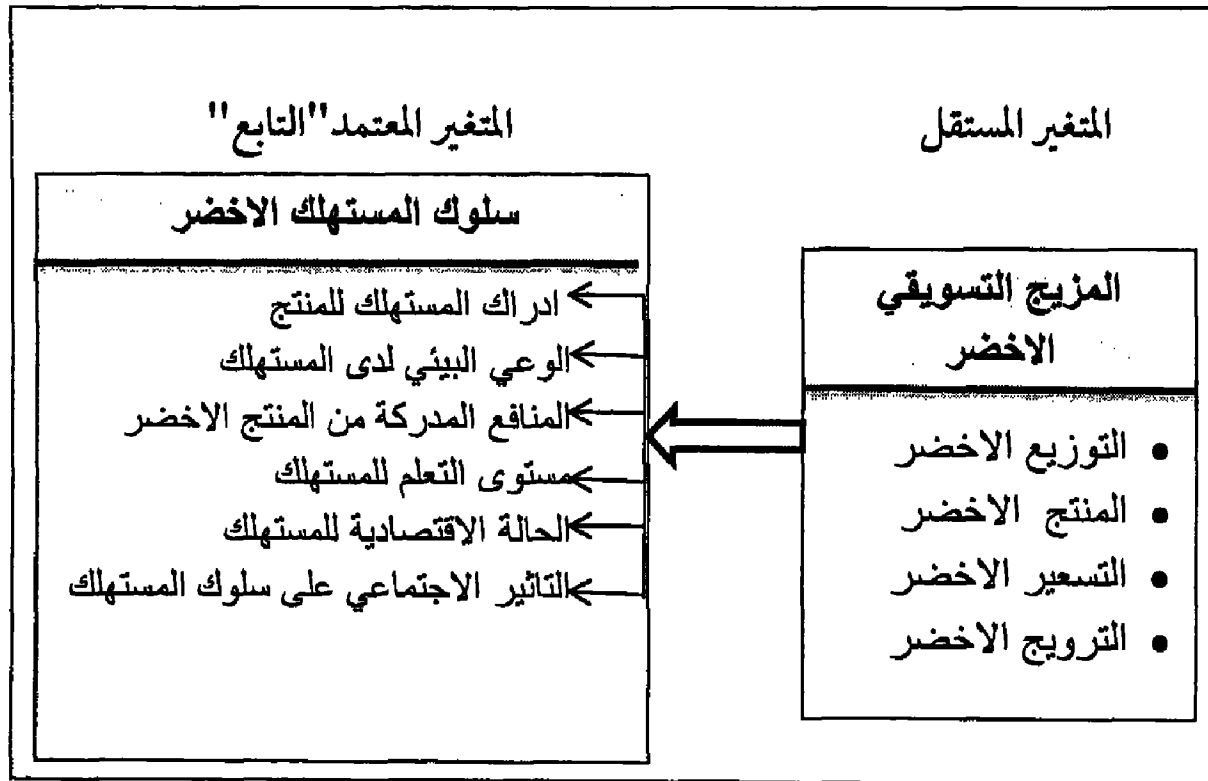 المتغير المستقل
المتغير المعتمد"التابع"
المزيج التسويقي
الاخضر
• التوزيع الاخضر
• المنتج الاخضر
• التسعير الاخضر
• الترويج الاخضر
سلوك المستهلك الاخضر
ادراك المستهلك للمنتج
الوعي البيئي لدى المستهلك
المنافع المدركة من المنتج الاخضر
مستوى التعلم للمستهلك
الحالة الاقتصادية للمستهلك
التاثير الاجتماعي على سلوك المستهلك